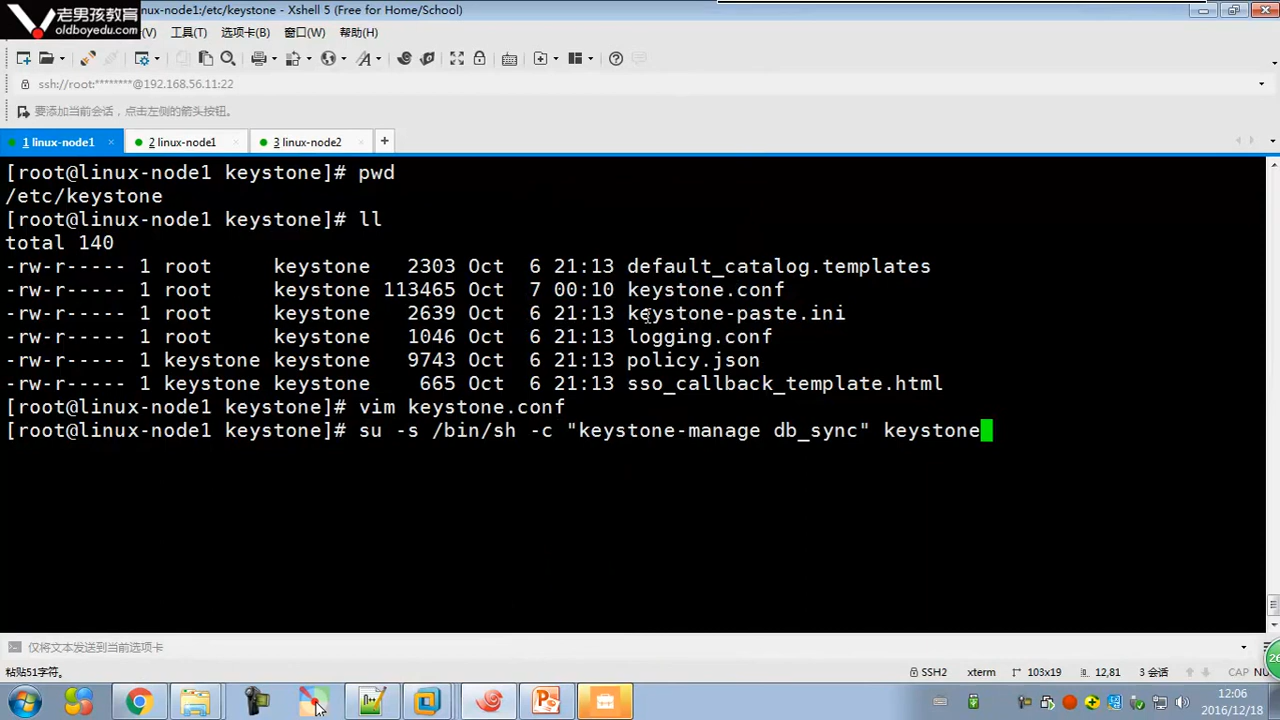 老男孩教育
oldboyedu.com
nux-node1:/etc/keystone - Xshell 5 (Free for Home/School)
(V) 工具(T) 选项卡(B) 窗口(W) 帮助(H)
ssh://root:********@192.168.56.11:22
要添加当前会话，点击左侧的箭头按钮。
1 linux-node1 × 2 linux-node1 × 3 linux-node2 × +
[root@linux-node1 keystone]# pwd
/etc/keystone
[root@linux-node1 keystone]# ll
total 140
-rw-r----- 1 root keystone 2303 Oct 6 21:13 default_catalog.templates
-rw-r----- 1 root keystone 113465 Oct 7 00:10 keystone.conf
-rw-r----- 1 root keystone 2639 Oct 6 21:13 keystone-paste.ini
-rw-r----- 1 root keystone 1046 Oct 6 21:13 logging.conf
-rw-r----- 1 keystone keystone 9743 Oct 6 21:13 policy.json
-rw-r----- 1 keystone keystone 665 Oct 6 21:13 sso_callback_template.html
[root@linux-node1 keystone]# vim keystone.conf
[root@linux-node1 keystone]# su -s /bin/sh -c "keystone-manage db_sync" keystone
仅将文本发送到当前选项卡
粘贴51字符。 SSH2 xterm 103x19 12,81 3 会话 CAP NU
26
12:06
2016/12/18